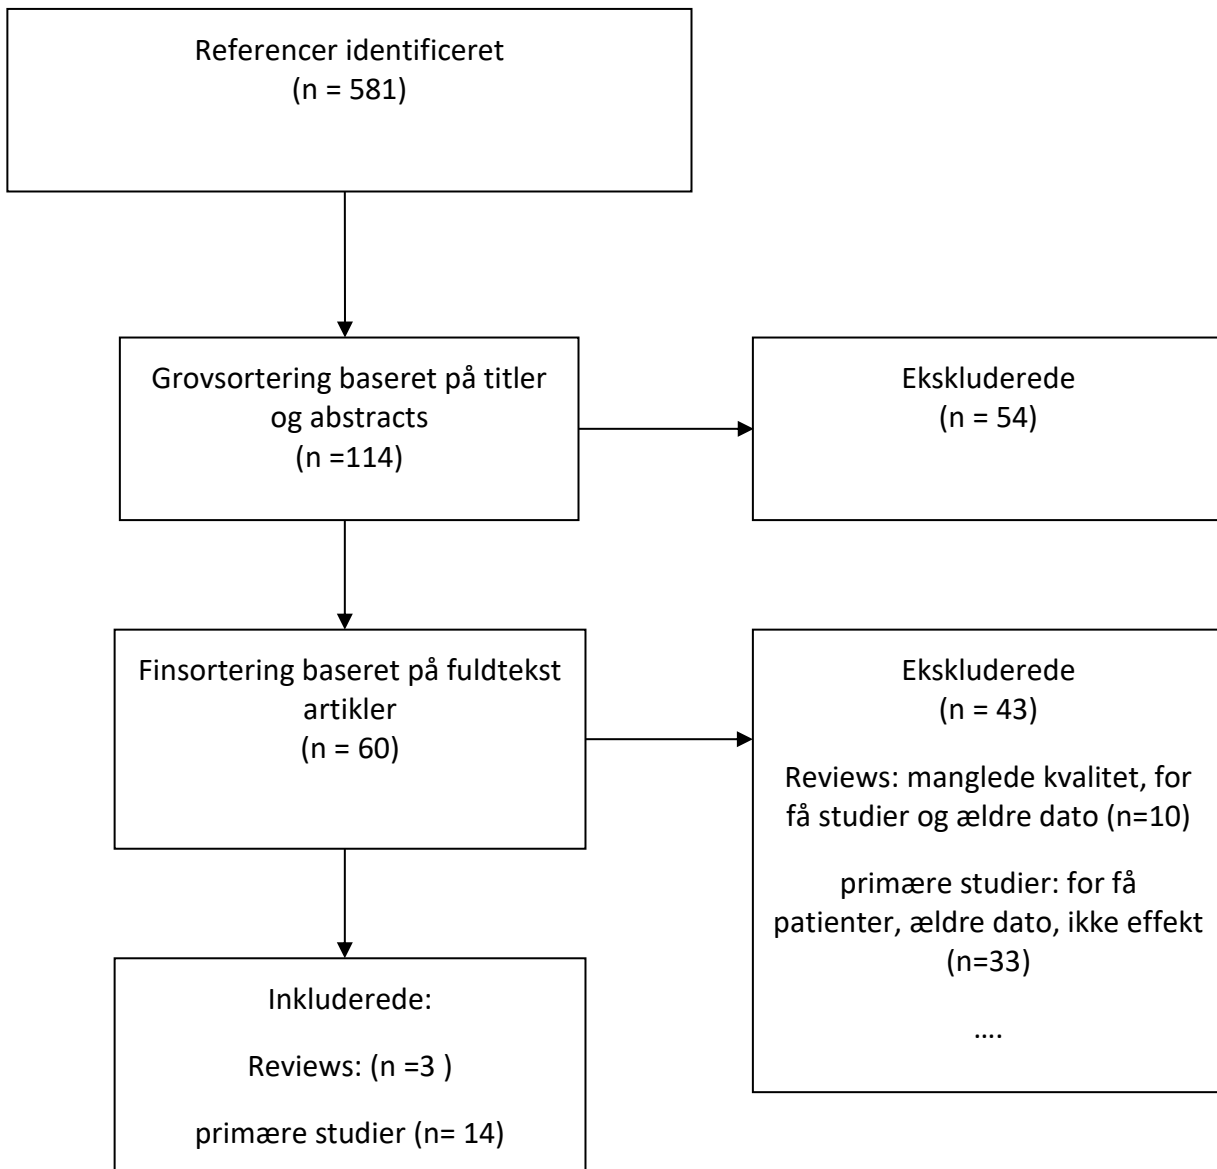 Referencer identificeret
(n = 581)
Grovsortering baseret på titler
og abstracts
(n =114)
Ekskluderede
(n = 54)
Finsortering baseret på fuldtekst
artikler
(n = 60)
Ekskluderede
(n = 43)
Reviews: manglede kvalitet, for
få studier og ældre dato (n=10)
primære studier: for få
patienter, ældre dato, ikke effekt
(n=33)
....
Inkluderede:
Reviews: (n =3 )
primære studier (n= 14)